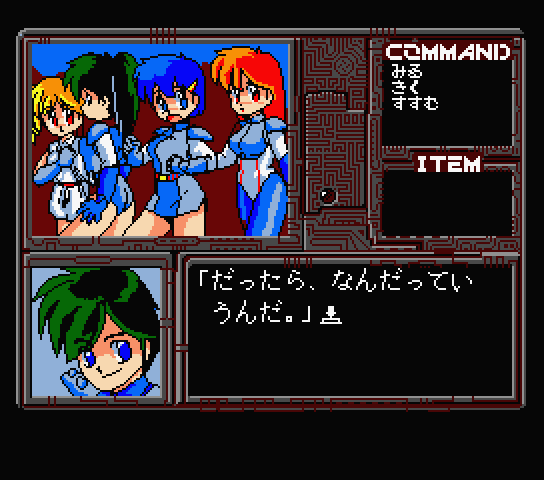 COMMAND
みる
きく
すすむ
ITEM
「だったら、なんだってい
うんだ。」